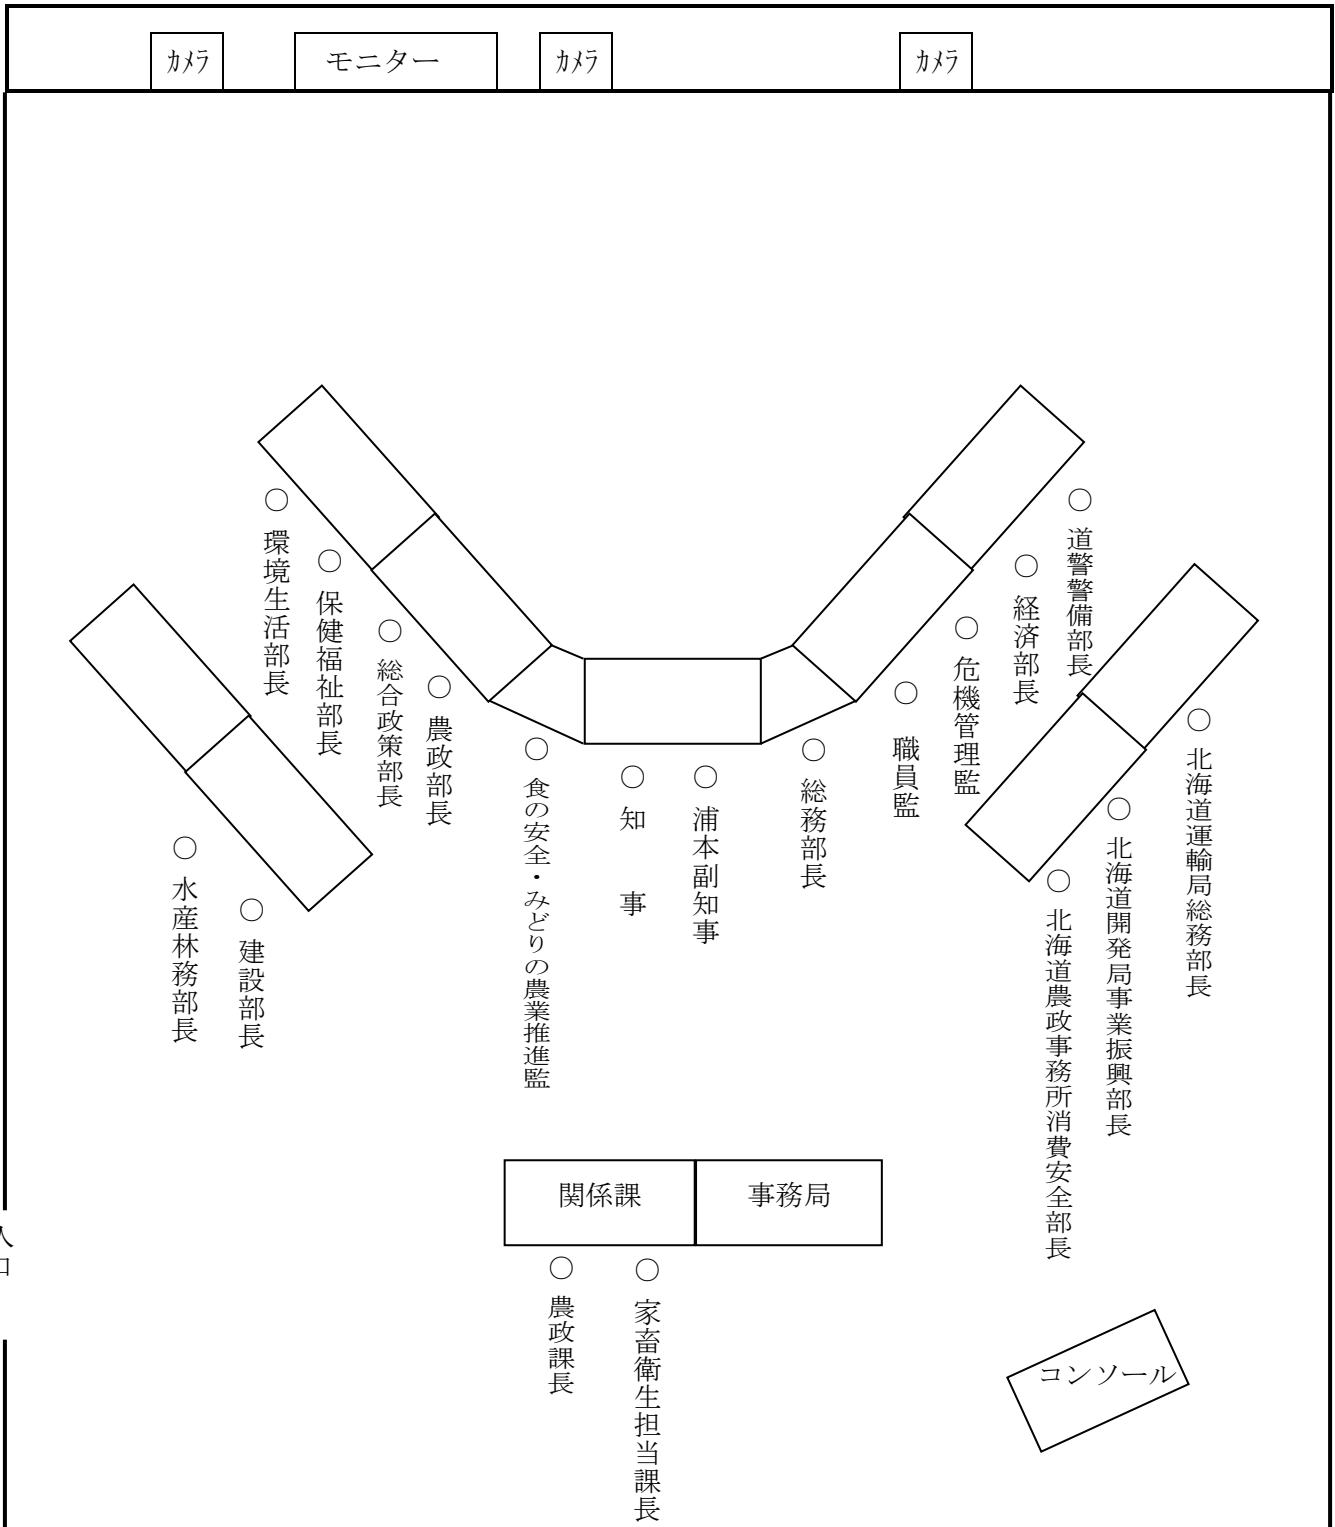 ｶﾒﾗ
モニター
ｶﾒﾗ
ｶﾒﾗ
○ 環境生活部長
○ 保健福祉部長
○ 総合政策部長
○ 農政部長
○ 食の安全・みどりの農業推進監
○ 知　事
○ 浦本副知事
○ 総務部長
○ 職員監
○ 危機管理監
○ 経済部長
○ 道警警備部長
○ 水産林務部長
○ 建設部長
○ 北海道農政事務所消費安全部長
○ 北海道開発局事業振興部長
○ 北海道運輸局総務部長
関係課
事務局
○ 農政課長
○ 家畜衛生担当課長
入口
コンソール